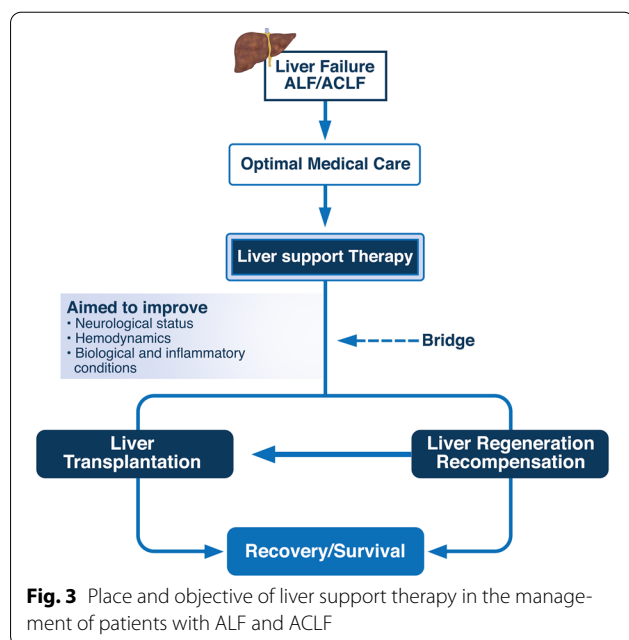 Liver Failure
ALF/ACLF
Optimal Medical Care
Liver support Therapy
Aimed to improve
• Neurological status
• Hemodynamics
• Biological and inflammatory
conditions
Bridge
Liver
Transplantation
Liver Regeneration
Recompensation
Recovery/Survival
Fig. 3 Place and objective of liver support therapy in the manage-
ment of patients with ALF and ACLF